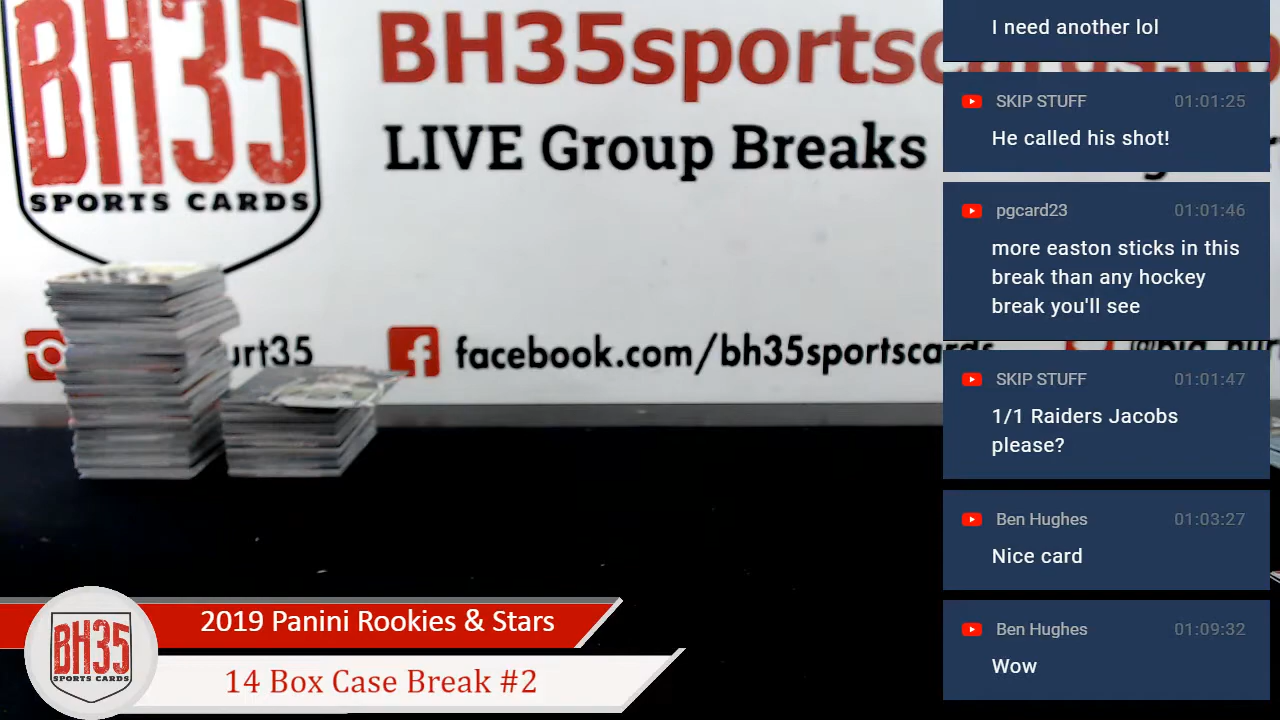 BH35
SPORTS CARDS
BH35sportscards.co
LIVE Group Breaks
urt35
facebook.com/bh35sportscards
I need another lol
SKIP STUFF 01:01:25
He called his shot!
pgcard23 01:01:46
more easton sticks in this
break than any hockey
break you'll see
SKIP STUFF 01:01:47
1/1 Raiders Jacobs
please?
Ben Hughes 01:03:27
Nice card
Ben Hughes 01:09:32
Wow
BH35
SPORTS CARDS
2019 Panini Rookies & Stars
14 Box Case Break #2